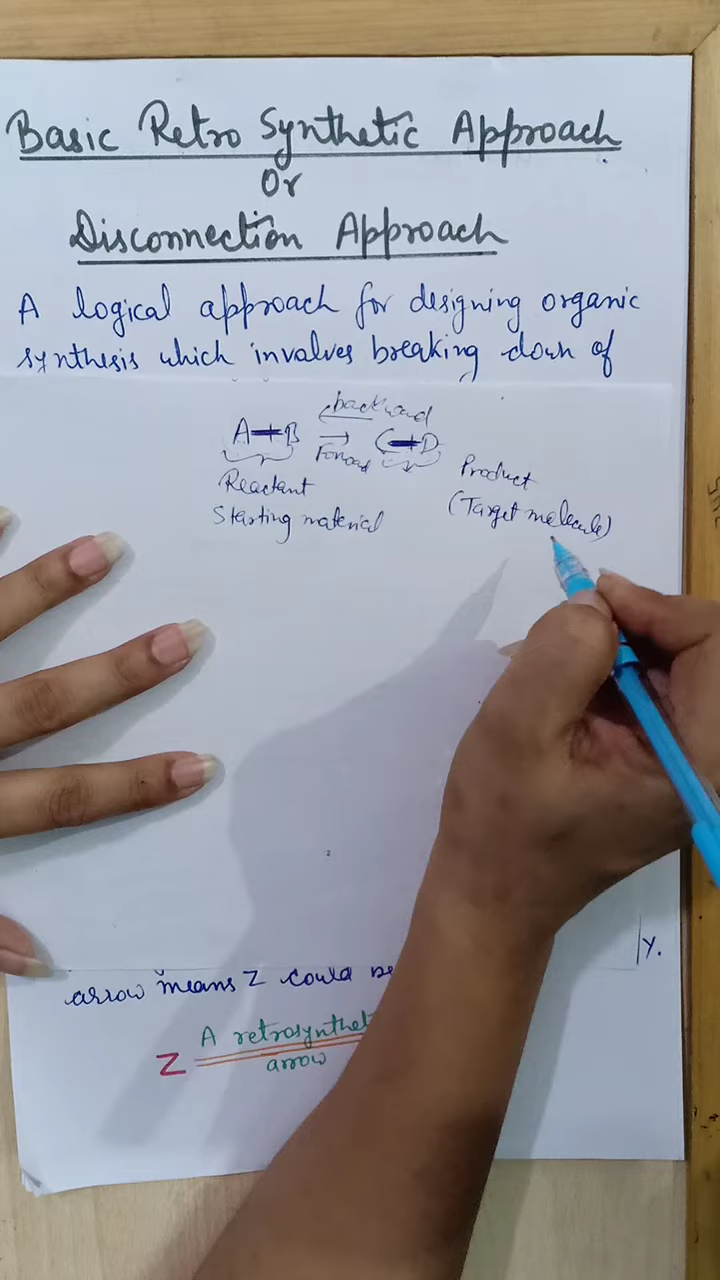 Basic Retro Synthetic Approach
Or
Disconnection Approach
A logical approach for designing organic
synthesis which involves breaking down of
backward
A + B ⇌ C + D
Forward
Reactant
Product
Starting material
(Target molecule)
Y.
arrow means Z could be
A retrosynthet
Z
arrow